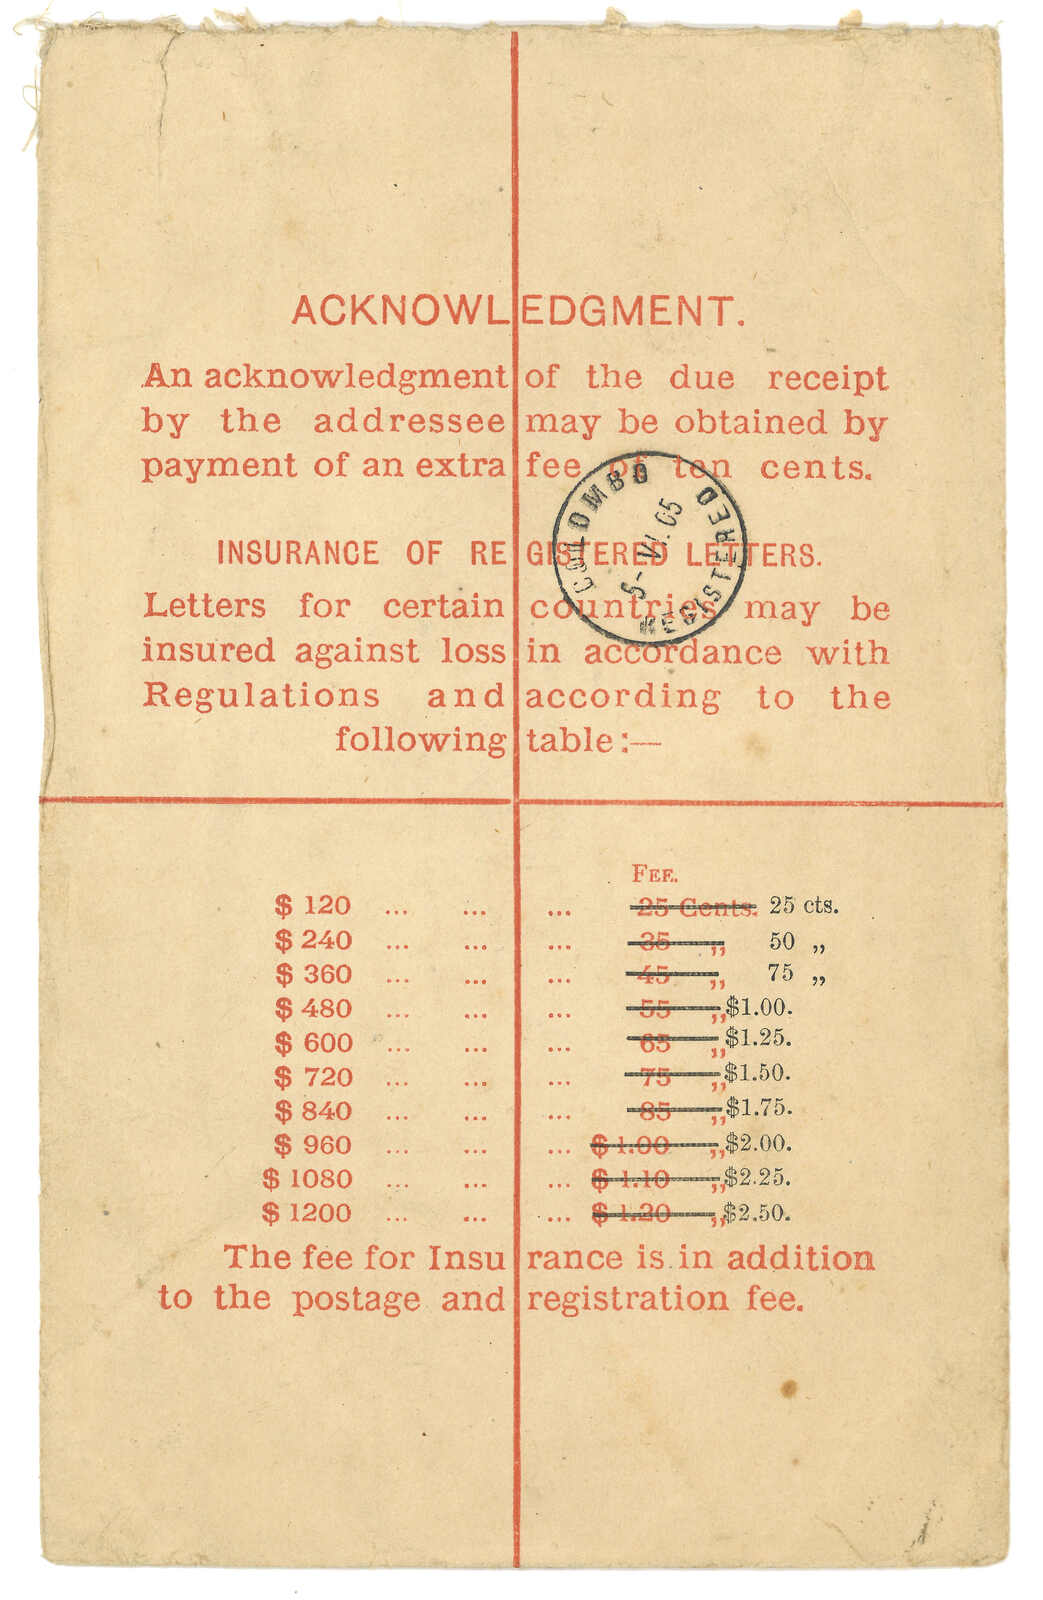 ACKNOWLEDGMENT.
An acknowledgment of the due receipt
by the addressee may be obtained by
payment of an extra fee of ten cents.
COLOMBO REGISTERED
5-VI.05
INSURANCE OF REGISTERED LETTERS.
Letters for certain countries may be
insured against loss in accordance with
Regulations and according to the
following table:—
FEE.
$ 120 ... ... ... 25 Cents. 25 cts.
$ 240 ... ... ... 35 „ 50 „
$ 360 ... ... ... 45 „ 75 „
$ 480 ... ... ... 55 „ $1.00.
$ 600 ... ... ... 65 „ $1.25.
$ 720 ... ... ... 75 „ $1.50.
$ 840 ... ... ... 85 „ $1.75.
$ 960 ... ... ... $ 1.00 „ $2.00.
$ 1080 ... ... ... $ 1.10 „ $2.25.
$ 1200 ... ... ... $ 1.20 „ $2.50.
The fee for Insurance is in addition
to the postage and registration fee.